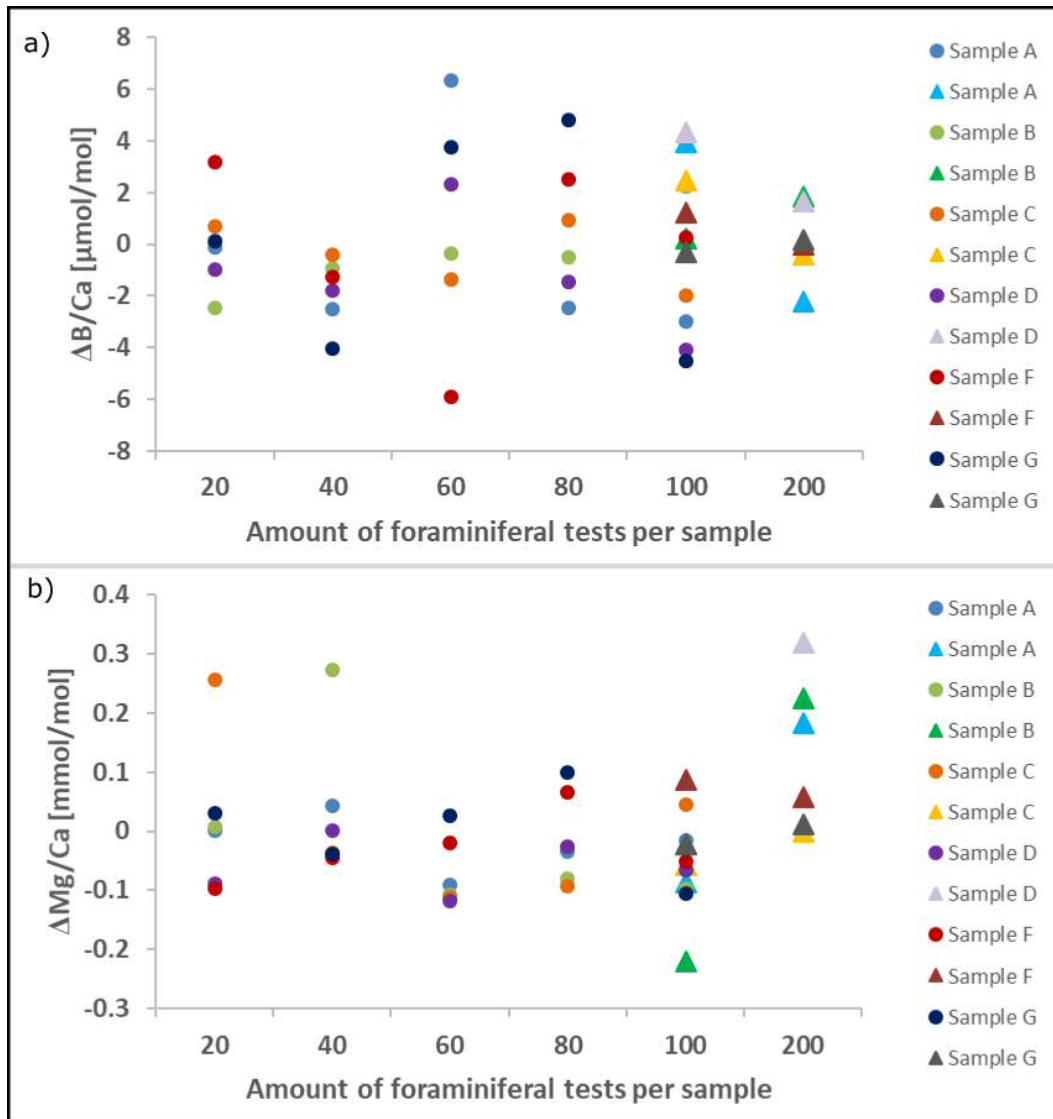 a)
8
6
4
2
0
-2
-4
-6
-8
ΔB/Ca [µmol/mol]
20 40 60 80 100 200
Amount of foraminiferal tests per sample
Sample A
Sample A
Sample B
Sample B
Sample C
Sample C
Sample D
Sample D
Sample F
Sample F
Sample G
Sample G
b)
0.4
0.3
0.2
0.1
0
-0.1
-0.2
-0.3
ΔMg/Ca [mmol/mol]
20 40 60 80 100 200
Amount of foraminiferal tests per sample
Sample A
Sample A
Sample B
Sample B
Sample C
Sample C
Sample D
Sample D
Sample F
Sample F
Sample G
Sample G